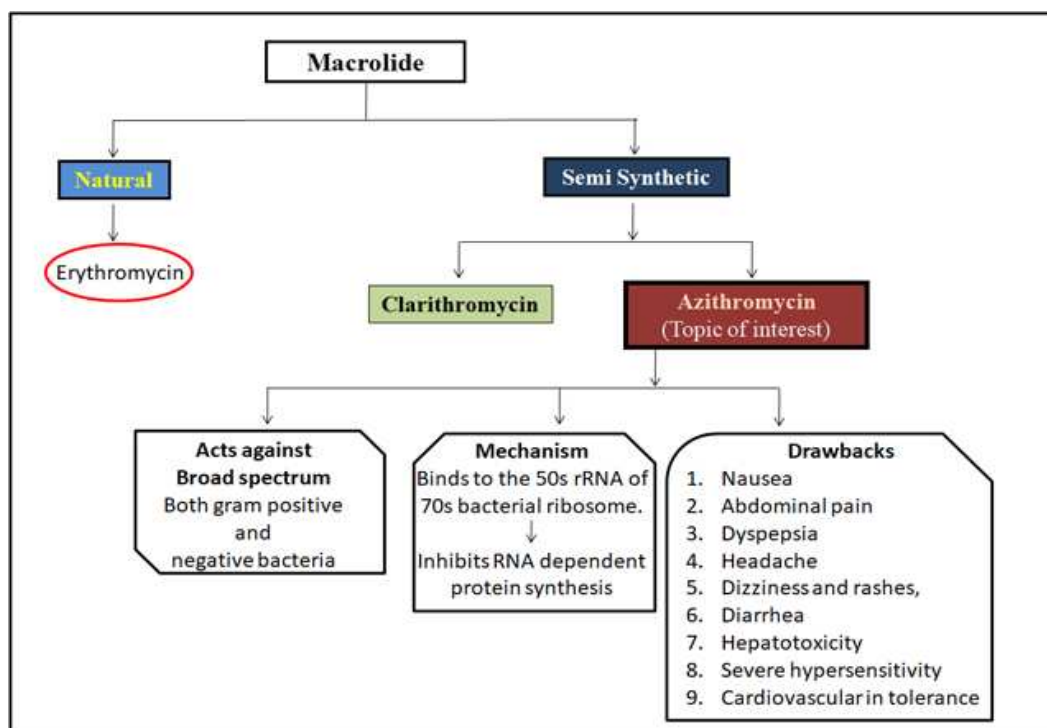 Macrolide
Natural
Semi Synthetic
Erythromycin
Clarithromycin
Azithromycin
(Topic of interest)
Acts against
Broad spectrum
Both gram positive
and
negative bacteria
Mechanism
Binds to the 50s rRNA of
70s bacterial ribosome.
Inhibits RNA dependent
protein synthesis
Drawbacks
1. Nausea
2. Abdominal pain
3. Dyspepsia
4. Headache
5. Dizziness and rashes,
6. Diarrhea
7. Hepatotoxicity
8. Severe hypersensitivity
9. Cardiovascular in tolerance